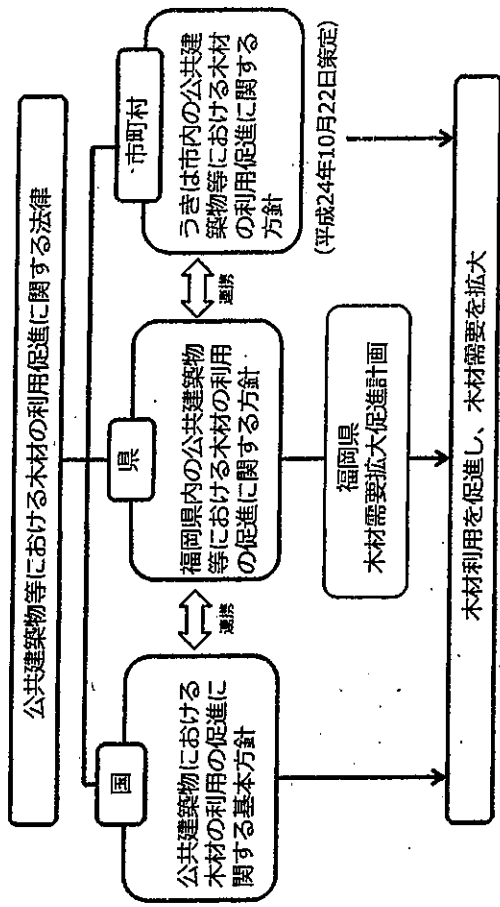 公共建築物等における木材の利用促進に関する法律
国
公共建築物における
木材の利用の促進に
関する基本方針
連携
県
福岡県内の公共建築物
等における木材の利用
の促進に関する方針
連携
市町村
うきは市内の公共建
築物等における木材
の利用促進に関する
方針
(平成24年10月22日策定)
福岡県
木材需要拡大促進計画
木材利用を促進し、木材需要を拡大